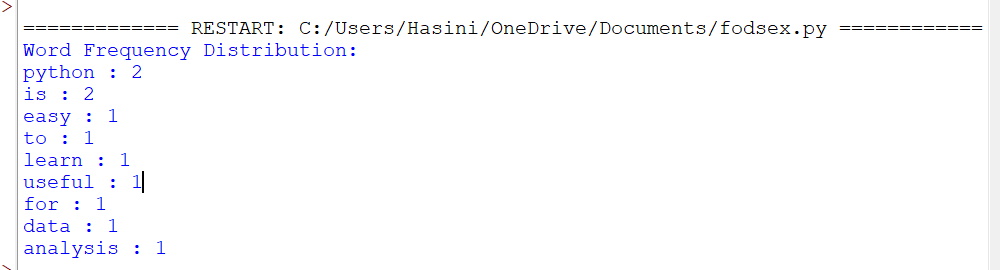 >
============= RESTART: C:/Users/Hasini/OneDrive/Documents/fodsex.py ============
Word Frequency Distribution:
python : 2
is : 2
easy : 1
to : 1
learn : 1
useful : 1
for : 1
data : 1
analysis : 1
>